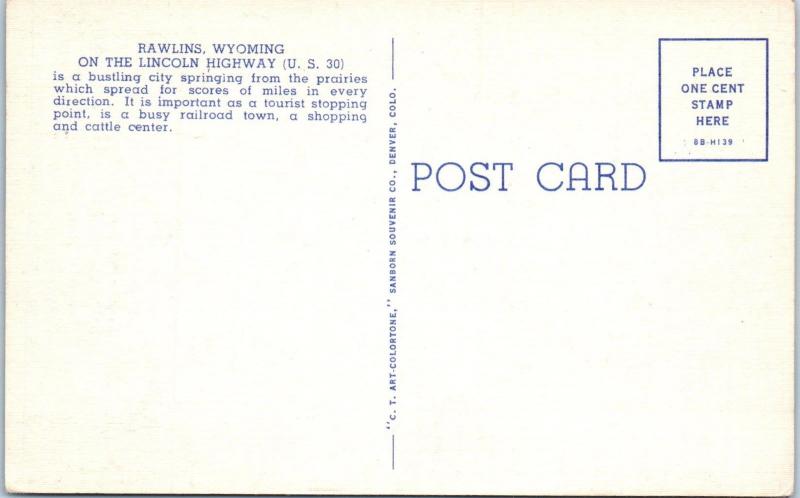 RAWLINS, WYOMING
ON THE LINCOLN HIGHWAY (U. S. 30)
is a bustling city springing from the prairies
which spread for scores of miles in every
direction. It is important as a tourist stopping
point, is a busy railroad town, a shopping
and cattle center.
"C. T. ART-COLORTONE," SANBORN SOUVENIR CO., DENVER, COLO.
POST CARD
PLACE
ONE CENT
STAMP
HERE
8B-H139